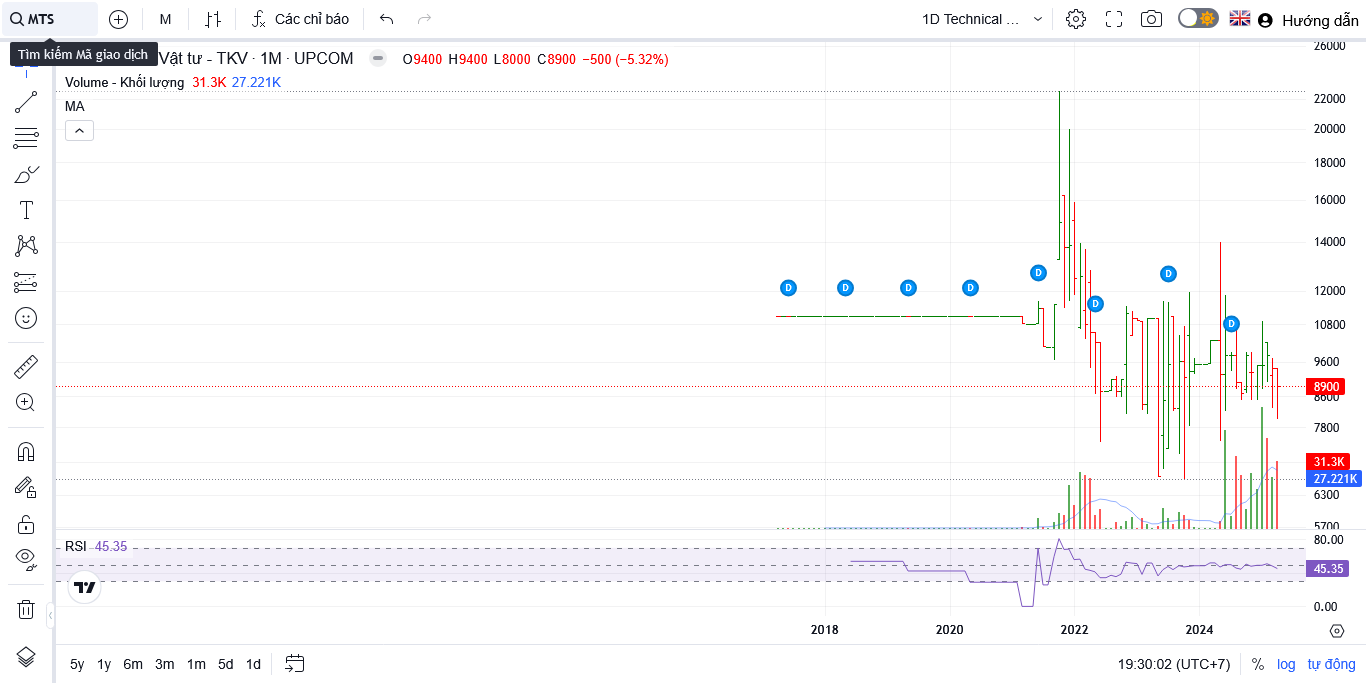 MTS
M
Các chỉ báo
1D Technical ...
Hướng dẫn
Tìm kiếm Mã giao dịch
Vật tư - TKV · 1M · UPCOM
O9400 H9400 L8000 C8900 −500 (−5.32%)
Volume - Khối lượng 31.3K 27.221K
MA
26000
22000
20000
18000
16000
14000
12000
10800
9600
8900
8600
7800
31.3K
27.221K
6300
5700
D
D
D
D
D
D
D
D
RSI 45.35
80.00
45.35
0.00
2018
2020
2022
2024
5y 1y 6m 3m 1m 5d 1d
19:30:02 (UTC+7)
% log tự động